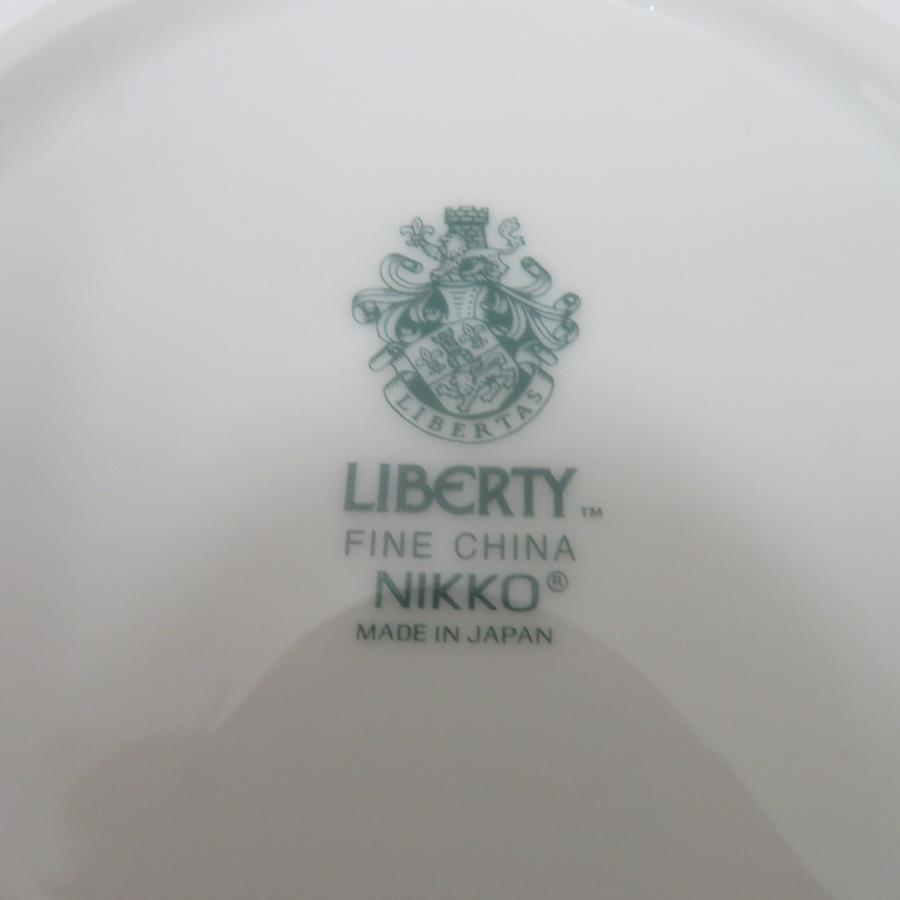 LIBERTAS
LIBERTY™
FINE CHINA
NIKKO®
MADE IN JAPAN